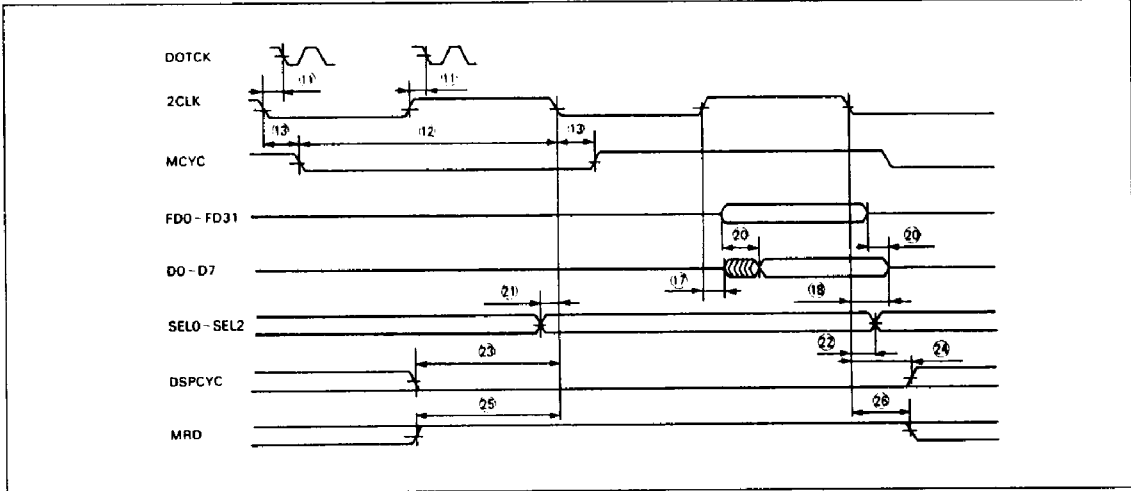 DOTCK
(11) (11)
2CLK
(13) (12) (13)
MCYC
FD0~FD31
(20) (20)
D0~D7
(17) (18)
(21)
SEL0~SEL2
(22)
(23) (24)
DSPCYC
(25) (26)
MRD